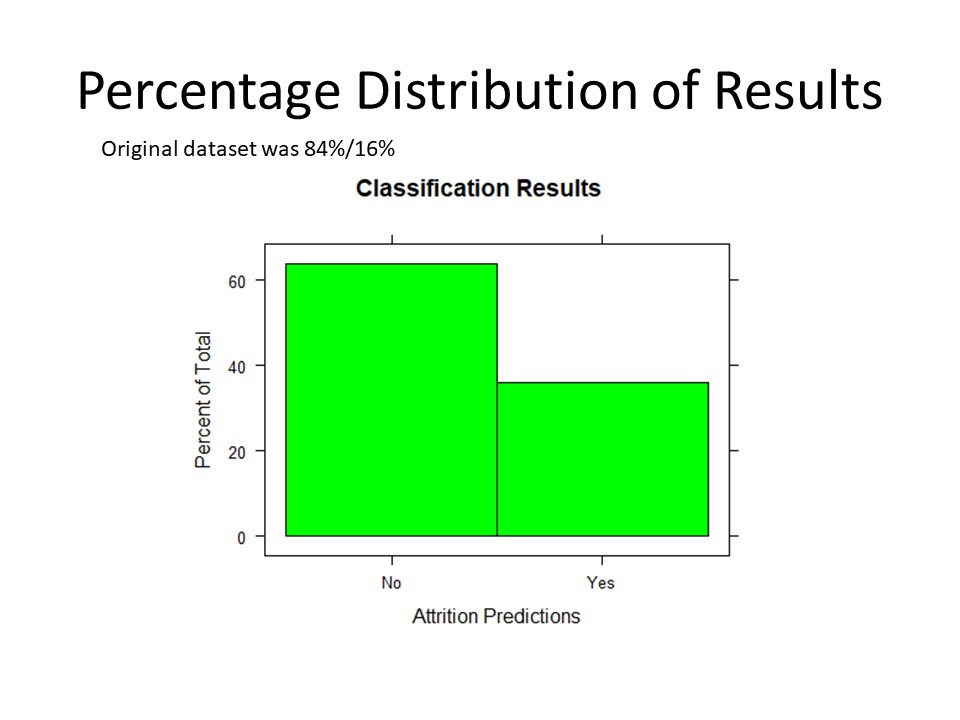 Percentage Distribution of Results
Original dataset was 84%/16%
Classification Results
60
40
20
0
Percent of Total
No Yes
Attrition Predictions